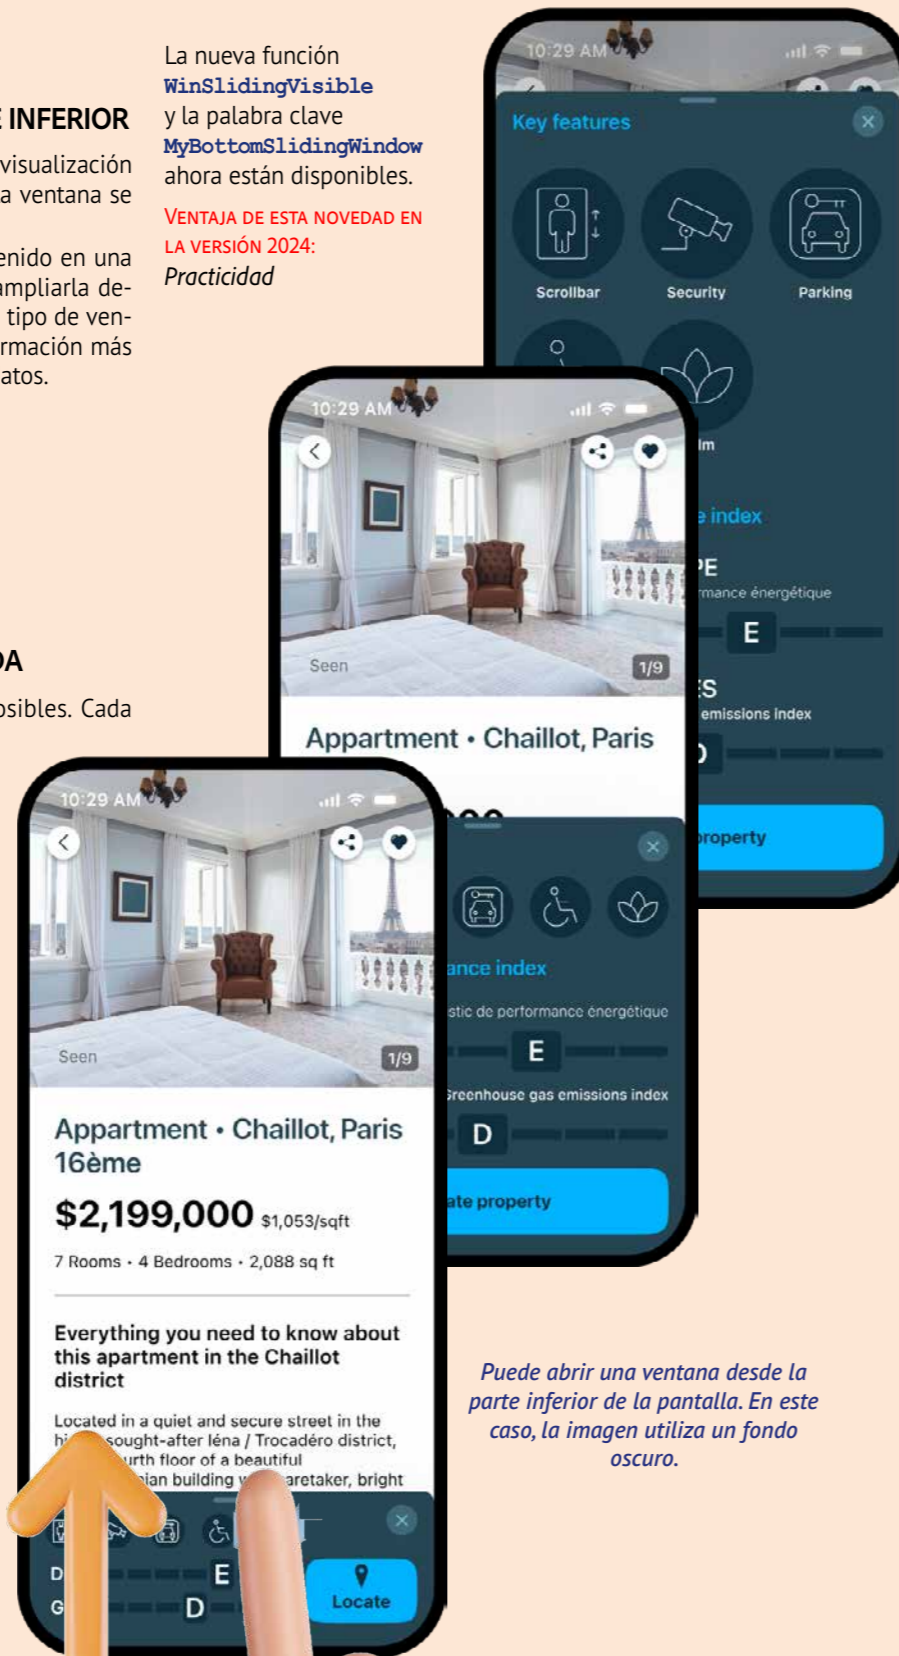 INFERIOR
visualización
a ventana se
enido en una
ampliarla de-
tipo de ven-
rmación más
atos.
DA
osibles. Cada
La nueva función
WinSlidingVisible
y la palabra clave
MyBottomSlidingWindow
ahora están disponibles.
VENTAJA DE ESTA NOVEDAD EN
LA VERSIÓN 2024:
Practicidad
10:29 AM
Key features
Scrollbar Security Parking
lm
e index
PE
rmance énergétique
E
ES
emissions index
D
property
10:29 AM
Seen 1/9
Appartment • Chaillot, Paris
ance index
stic de performance énergétique
E
Greenhouse gas emissions index
D
ate property
10:29 AM
Seen 1/9
Appartment • Chaillot, Paris
16ème
$2,199,000 $1,053/sqft
7 Rooms • 4 Bedrooms • 2,088 sq ft
Everything you need to know about
this apartment in the Chaillot
district
Located in a quiet and secure street in the
sought-after Iéna / Trocadéro district,
urth floor of a beautiful
ian building w aretaker, bright
D E
G D
Locate
Puede abrir una ventana desde la
parte inferior de la pantalla. En este
caso, la imagen utiliza un fondo
oscuro.